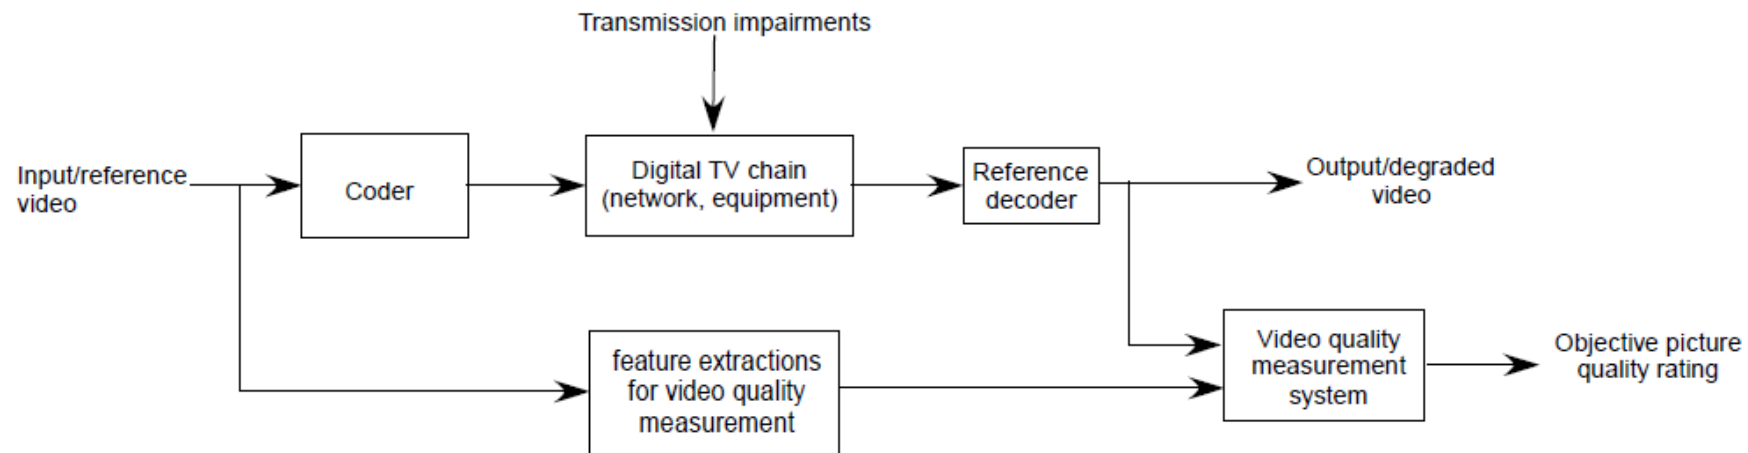 Transmission impairments
Input/reference
video
Coder
Digital TV chain
(network, equipment)
Reference
decoder
Output/degraded
video
feature extractions
for video quality
measurement
Video quality
measurement
system
Objective picture
quality rating